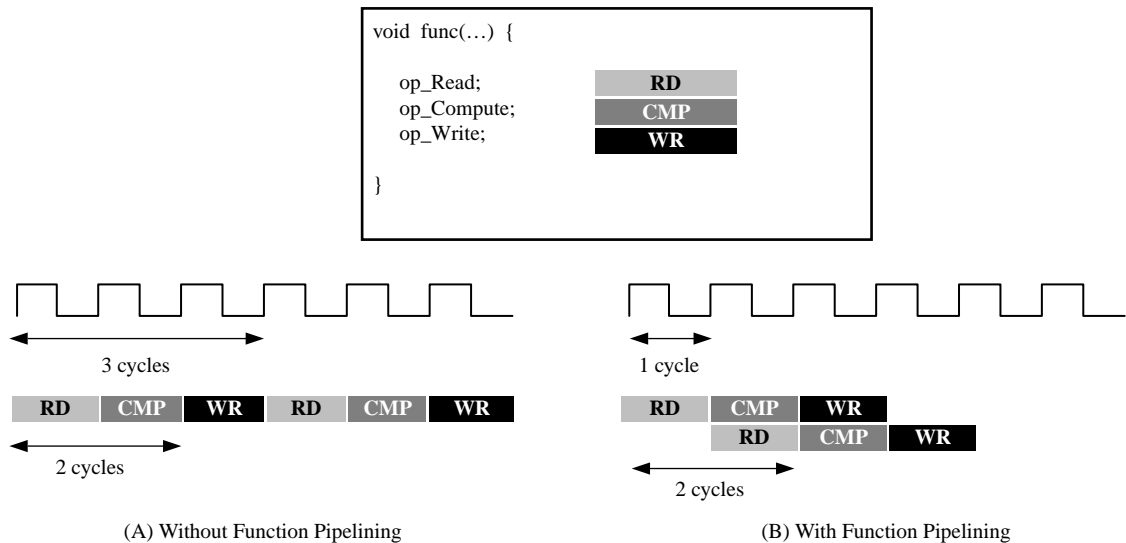 void func(…) {
op_Read; RD
op_Compute; CMP
op_Write; WR
}
3 cycles
RD CMP WR RD CMP WR
2 cycles
(A) Without Function Pipelining
1 cycle
RD CMP WR
RD CMP WR
2 cycles
(B) With Function Pipelining